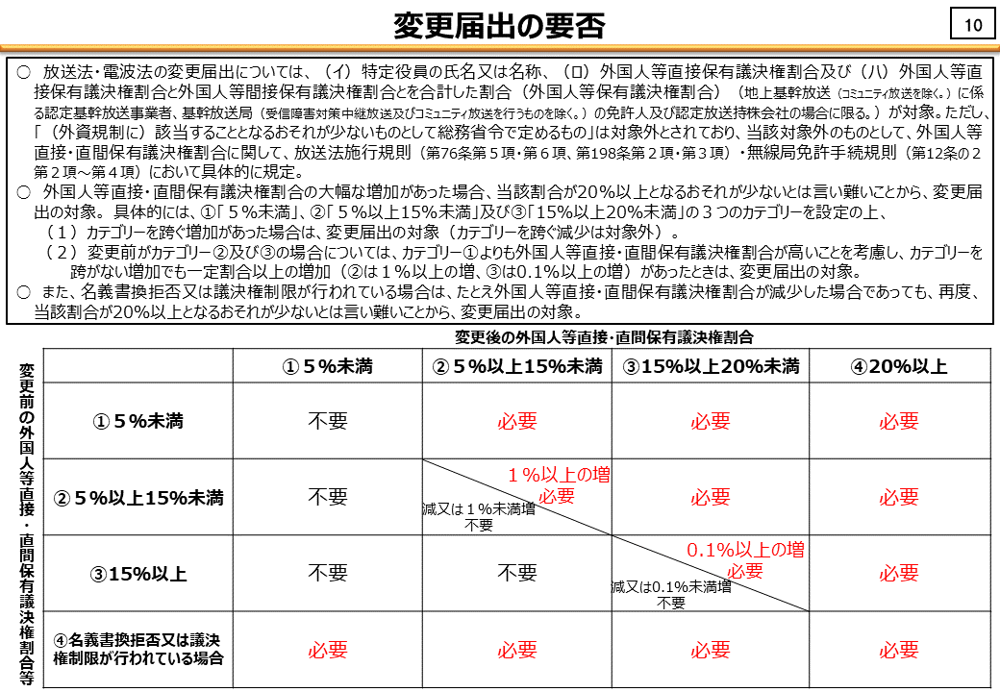 変更届出の要否
10
○ 放送法・電波法の変更届出については、（イ）特定役員の氏名又は名称、（ロ）外国人等直接保有議決権割合及び（ハ）外国人等直
接保有議決権割合と外国人等間接保有議決権割合とを合計した割合（外国人等保有議決権割合）（地上基幹放送（コミュニティ放送を除く。）に係
る認定基幹放送事業者、基幹放送局（受信障害対策中継放送及びコミュニティ放送を行うものを除く。）の免許人及び認定放送持株会社の場合に限る。）が対象。ただし、
「（外資規制に）該当することとなるおそれが少ないものとして総務省令で定めるもの」は対象外とされており、当該対象外のものとして、外国人等
直接・直間保有議決権割合に関して、放送法施行規則（第76条第５項・第６項、第198条第２項・第３項）・無線局免許手続規則（第12条の２
第２項～第４項）において具体的に規定。
○ 外国人等直接・直間保有議決権割合の大幅な増加があった場合、当該割合が20％以上となるおそれが少ないとは言い難いことから、変更届
出の対象。 具体的には、①「５％未満」、②「５％以上15％未満」及び③「15％以上20％未満」の３つのカテゴリーを設定の上、
（１）カテゴリーを跨ぐ増加があった場合は、変更届出の対象（カテゴリーを跨ぐ減少は対象外）。
（２）変更前がカテゴリー②及び③の場合については、カテゴリー①よりも外国人等直接・直間保有議決権割合が高いことを考慮し、カテゴリーを
跨がない増加でも一定割合以上の増加（②は１％以上の増、③は0.1％以上の増）があったときは、変更届出の対象。
○ また、名義書換拒否又は議決権制限が行われている場合は、たとえ外国人等直接・直間保有議決権割合が減少した場合であっても、再度、
当該割合が20％以上となるおそれが少ないとは言い難いことから、変更届出の対象。
変更後の外国人等直接・直間保有議決権割合
変更前の外国人等直接・直間保有議決権割合等
①５％未満
②５％以上15％未満
③15％以上20％未満
④20％以上
①５％未満
不要
必要
必要
必要
②５％以上15％未満
不要
１％以上の増
必要
減又は１％未満増
不要
必要
必要
③15％以上
不要
不要
0.1％以上の増
必要
減又は0.1％未満増
不要
必要
④名義書換拒否又は議決
権制限が行われている場合
必要
必要
必要
必要